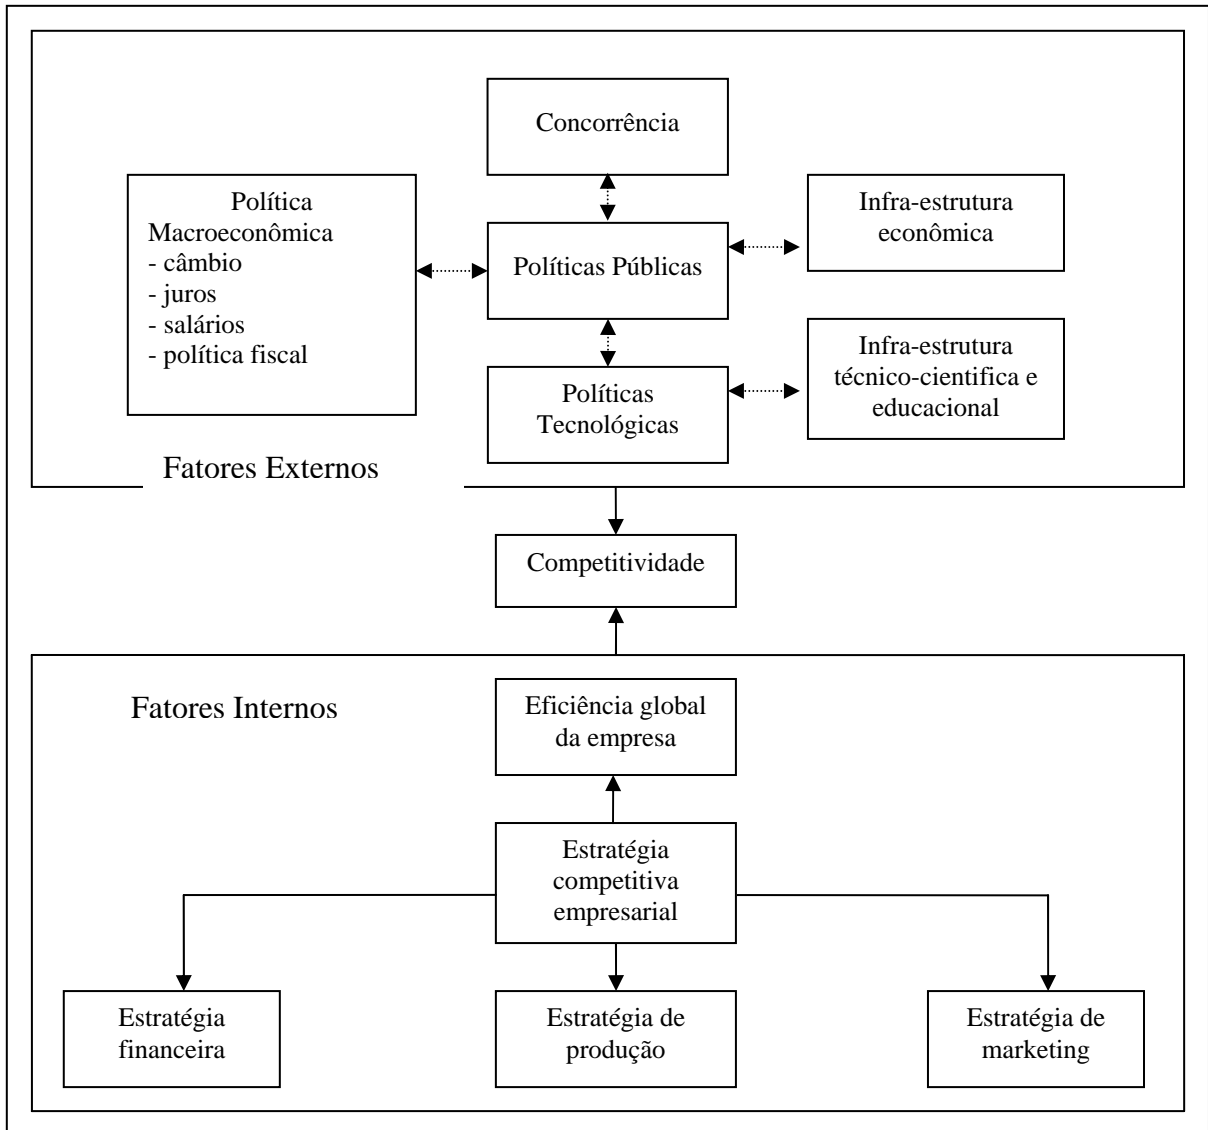 Concorrência
Política
Macroeconômica
- câmbio
- juros
- salários
- política fiscal
Políticas Públicas
Infra-estrutura
econômica
Políticas
Tecnológicas
Infra-estrutura
técnico-cientifica e
educacional
Fatores Externos
Competitividade
Fatores Internos
Eficiência global
da empresa
Estratégia
competitiva
empresarial
Estratégia
financeira
Estratégia de
produção
Estratégia de
marketing